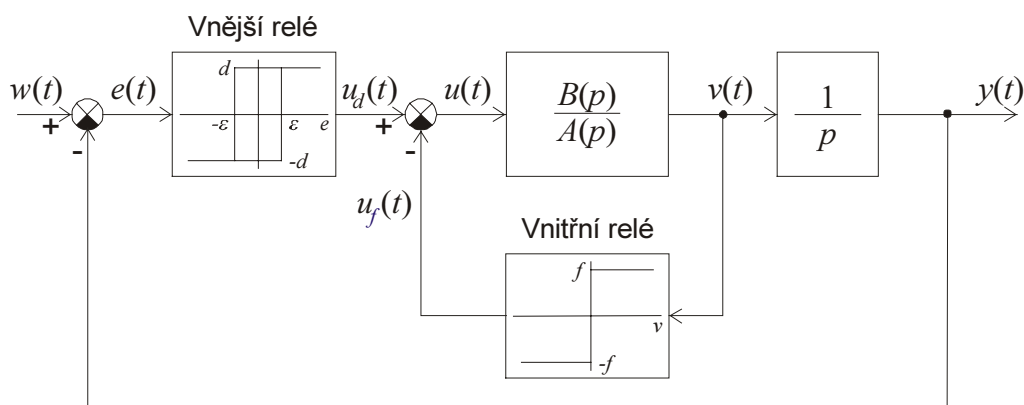 Vnější relé
w(t)
+
-
e(t)
d
-ε
ε
e
-d
u_d(t)
+
-
u(t)
B(p)
A(p)
v(t)
1
p
y(t)
u_f(t)
Vnitřní relé
f
v
-f